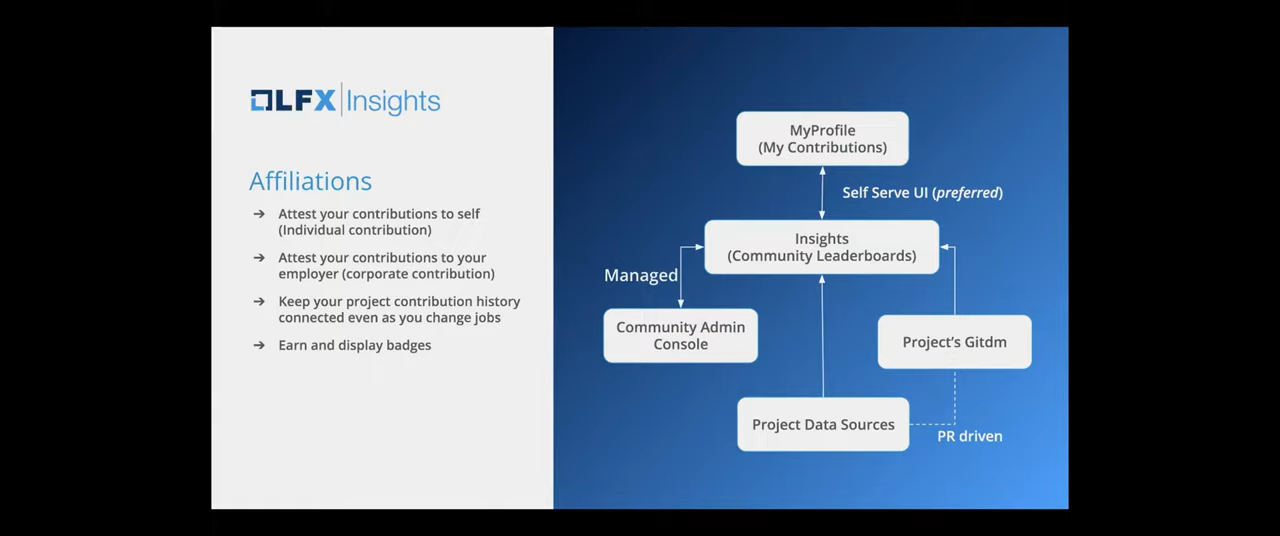 LFX Insights
Affiliations
➔ Attest your contributions to self
(Individual contribution)
➔ Attest your contributions to your
employer (corporate contribution)
➔ Keep your project contribution history
connected even as you change jobs
➔ Earn and display badges
MyProfile
(My Contributions)
Self Serve UI (preferred)
Insights
(Community Leaderboards)
Managed
Community Admin
Console
Project's Gitdm
Project Data Sources
PR driven